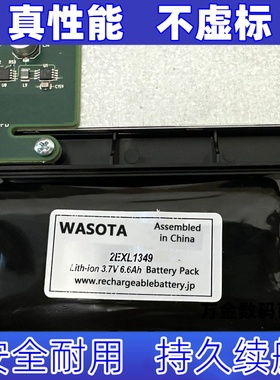 真性能 不虚标
WASOTA
Assembled
in China
2EXL1349
Lith-ion 3.7V 6.6Ah Battery Pack
www.rechargeablebattery.jp
安全耐用 持久续航